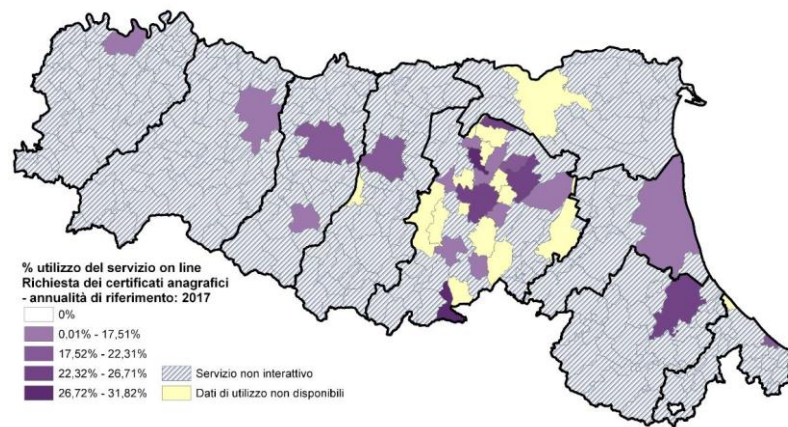 % utilizzo del servizio on line
Richiesta dei certificati anagrafici
- annualità di riferimento: 2017
0%
0,01% - 17,51%
17,52% - 22,31%
22,32% - 26,71%
26,72% - 31,82%
Servizio non interattivo
Dati di utilizzo non disponibili